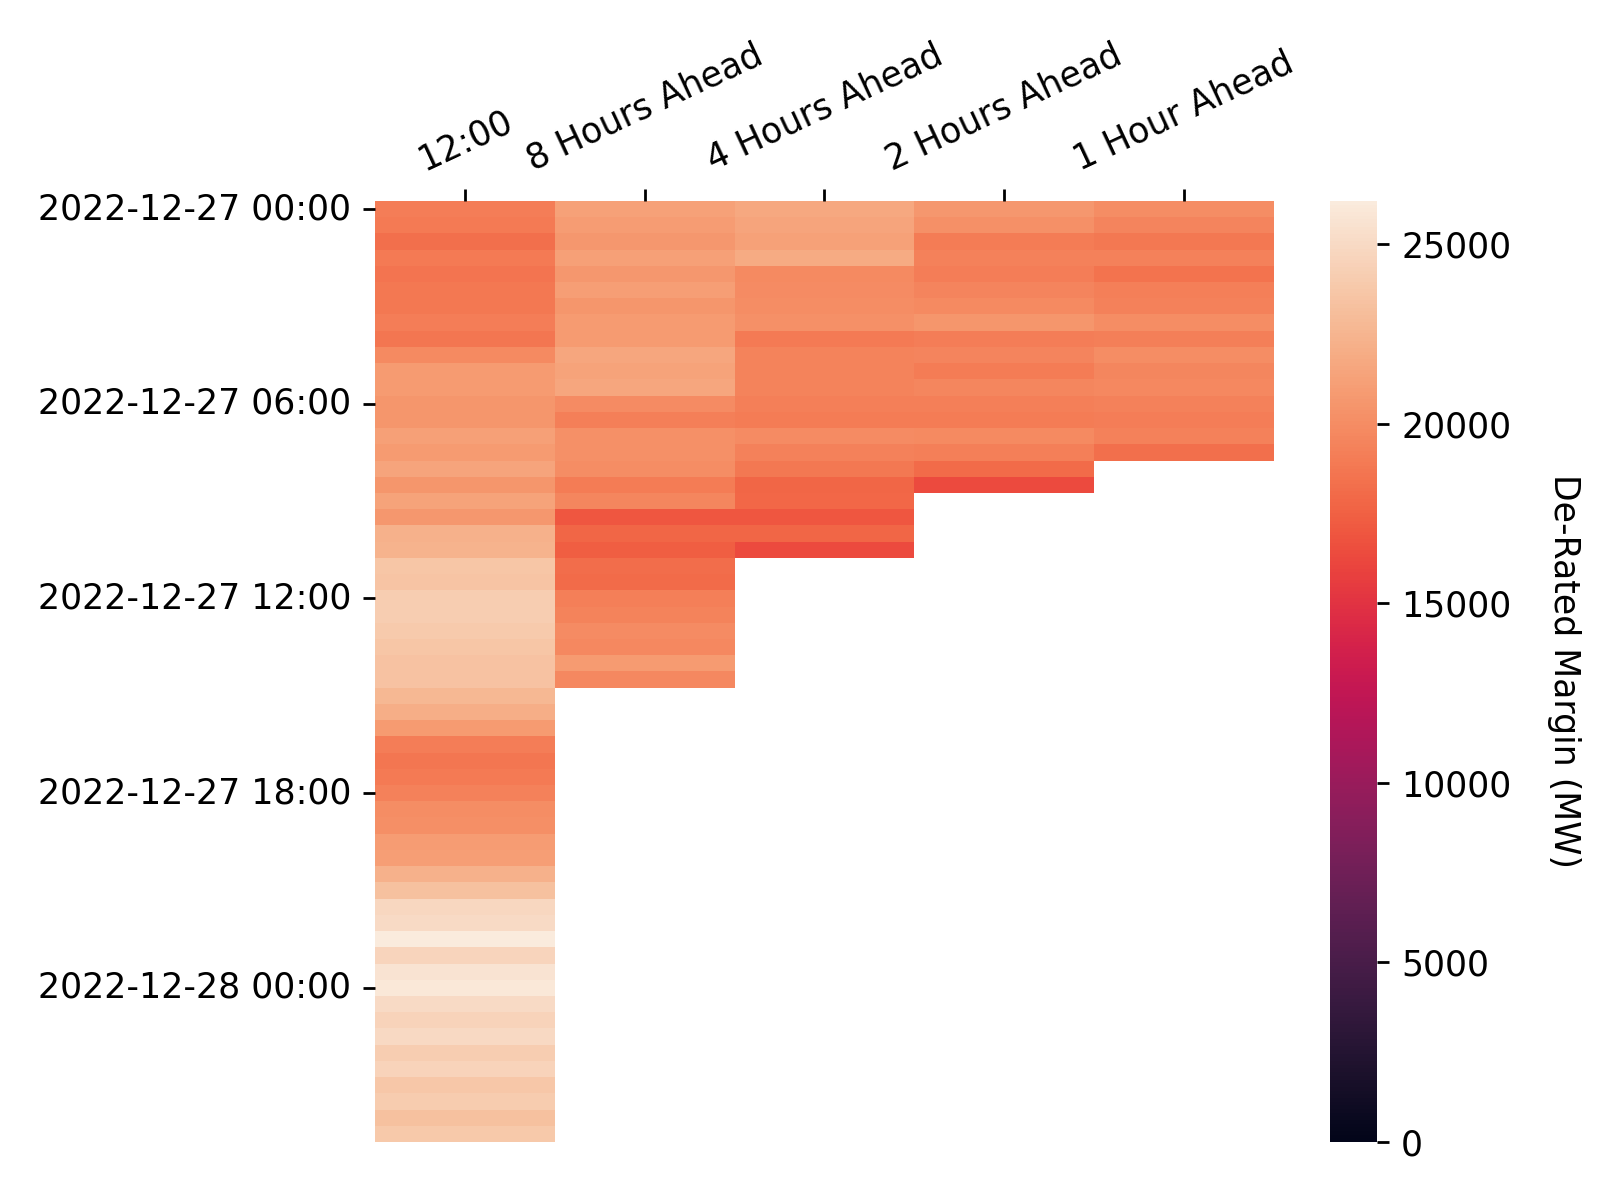 12:00
8 Hours Ahead
4 Hours Ahead
2 Hours Ahead
1 Hour Ahead
2022-12-27 00:00
2022-12-27 06:00
2022-12-27 12:00
2022-12-27 18:00
2022-12-28 00:00
25000
20000
15000
10000
5000
0
De-Rated Margin (MW)